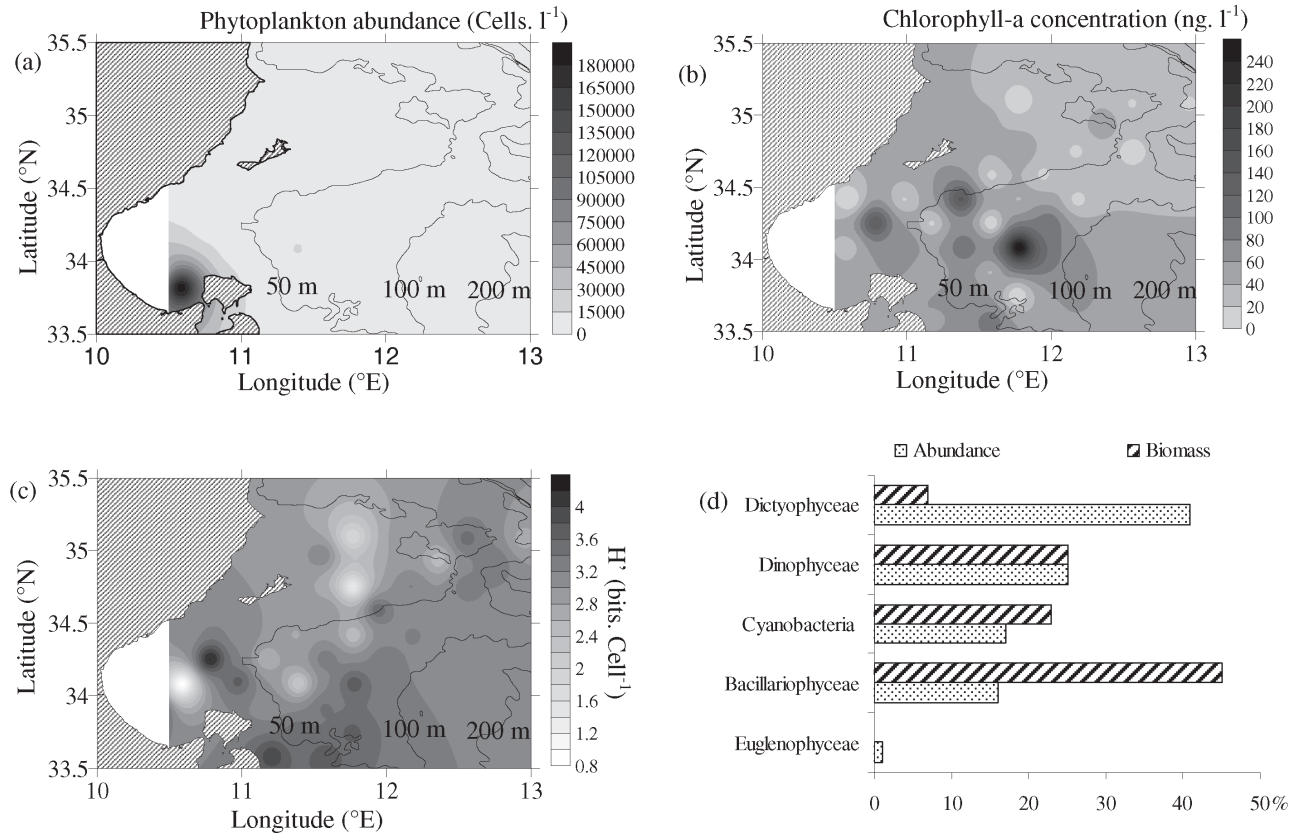 Phytoplankton abundance (Cells. l⁻¹)
(a)
35.5
35
34.5
34
33.5
Latitude (°N)
10 11 12 13
Longitude (°E)
50 m 100 m 200 m
180000
165000
150000
135000
120000
105000
90000
75000
60000
45000
30000
15000
0
Chlorophyll-a concentration (ng. l⁻¹)
(b)
35.5
35
34.5
34
33.5
Latitude (°N)
10 11 12 13
Longitude (°E)
50 m 100 m 200 m
240
220
200
180
160
140
120
100
80
60
40
20
0
(c)
35.5
35
34.5
34
33.5
Latitude (°N)
10 11 12 13
Longitude (°E)
50 m 100 m 200 m
4
3.6
3.2
2.8
2.4
2
1.6
1.2
0.8
H' (bits. Cell⁻¹)
(d)
Abundance Biomass
Dictyophyceae
Dinophyceae
Cyanobacteria
Bacillariophyceae
Euglenophyceae
0 10 20 30 40 50%